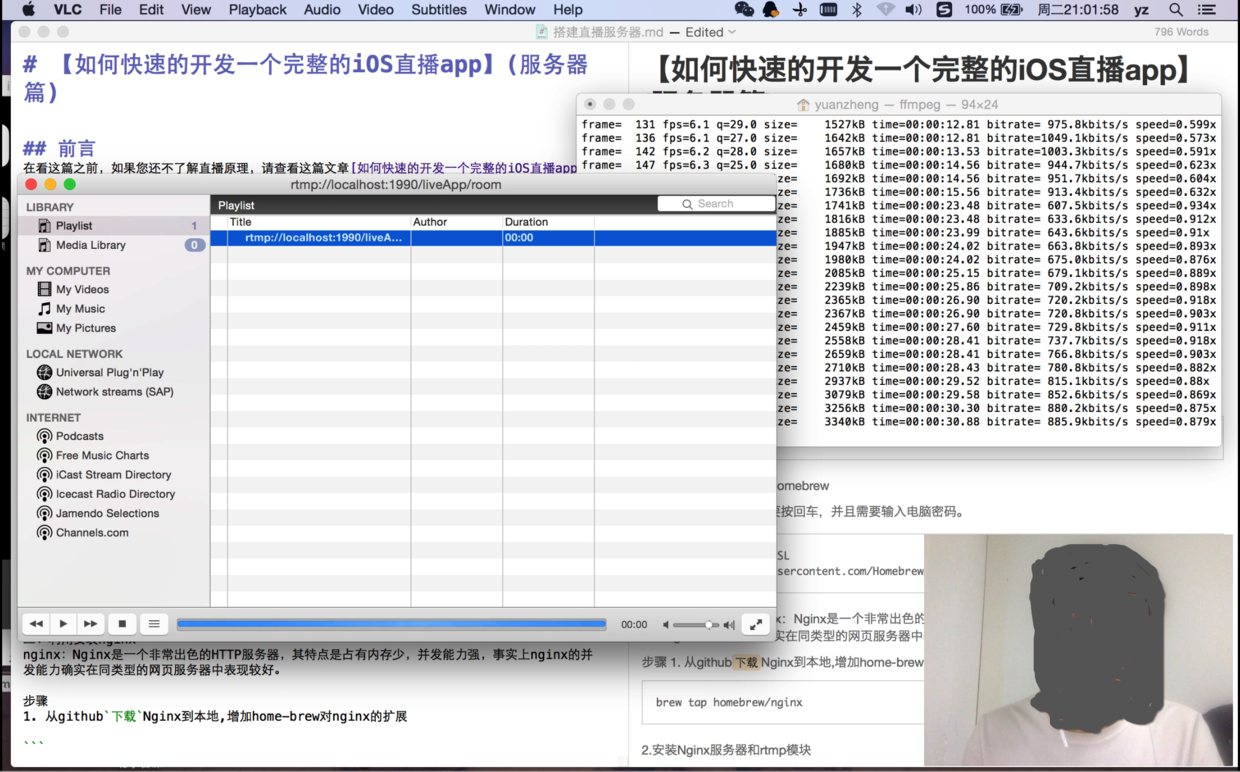 VLC File Edit View Playback Audio Video Subtitles Window Help 100% 周二21:01:58 yz
搭建直播服务器.md — Edited
796 Words
# 【如何快速的开发一个完整的iOS直播app】(服务器
篇)
## 前言
在看这篇之前，如果您还不了解直播原理，请查看这篇文章[如何快速的开发一个完整的iOS直播app
【如何快速的开发一个完整的iOS直播app】
yuanzheng — ffmpeg — 94×24
frame= 131 fps=6.1 q=29.0 size= 1527kB time=00:00:12.81 bitrate= 975.8kbits/s speed=0.599x
frame= 136 fps=6.1 q=27.0 size= 1642kB time=00:00:12.81 bitrate=1049.1kbits/s speed=0.573x
frame= 142 fps=6.2 q=28.0 size= 1657kB time=00:00:13.53 bitrate=1003.3kbits/s speed=0.591x
frame= 147 fps=6.3 q=25.0 size= 1680kB time=00:00:14.56 bitrate= 944.7kbits/s speed=0.623x
ze= 1692kB time=00:00:14.56 bitrate= 951.7kbits/s speed=0.604x
ze= 1736kB time=00:00:15.56 bitrate= 913.4kbits/s speed=0.632x
ze= 1741kB time=00:00:23.48 bitrate= 607.5kbits/s speed=0.934x
ze= 1816kB time=00:00:23.48 bitrate= 633.6kbits/s speed=0.912x
ze= 1885kB time=00:00:23.99 bitrate= 643.6kbits/s speed=0.91x
ze= 1947kB time=00:00:24.02 bitrate= 663.8kbits/s speed=0.893x
ze= 1980kB time=00:00:24.02 bitrate= 675.0kbits/s speed=0.876x
ze= 2085kB time=00:00:25.15 bitrate= 679.1kbits/s speed=0.889x
ze= 2239kB time=00:00:25.86 bitrate= 709.2kbits/s speed=0.898x
ze= 2365kB time=00:00:26.90 bitrate= 720.2kbits/s speed=0.918x
ze= 2367kB time=00:00:26.90 bitrate= 720.8kbits/s speed=0.903x
ze= 2459kB time=00:00:27.60 bitrate= 729.8kbits/s speed=0.911x
ze= 2558kB time=00:00:28.41 bitrate= 737.7kbits/s speed=0.918x
ze= 2659kB time=00:00:28.41 bitrate= 766.8kbits/s speed=0.903x
ze= 2710kB time=00:00:28.43 bitrate= 780.8kbits/s speed=0.882x
ze= 2937kB time=00:00:29.52 bitrate= 815.1kbits/s speed=0.88x
ze= 3079kB time=00:00:29.58 bitrate= 852.6kbits/s speed=0.869x
ze= 3256kB time=00:00:30.30 bitrate= 880.2kbits/s speed=0.875x
ze= 3340kB time=00:00:30.88 bitrate= 885.9kbits/s speed=0.879x
rtmp://localhost:1990/liveApp/room
LIBRARY
Playlist 1
Media Library 0
MY COMPUTER
My Videos
My Music
My Pictures
LOCAL NETWORK
Universal Plug'n'Play
Network streams (SAP)
INTERNET
Podcasts
Free Music Charts
iCast Stream Directory
Icecast Radio Directory
Jamendo Selections
Channels.com
Playlist
Search
Title Author Duration
rtmp://localhost:1990/liveA... 00:00
00:00
nginx: Nginx是一个非常出色的HTTP服务器，其特点是占有内存少，并发能力强，事实上nginx的并
发能力确实在同类型的网页服务器中表现较好。
步骤
1. 从github`下载`Nginx到本地,增加home-brew对nginx的扩展
```
omebrew
要按回车，并且需要输入电脑密码。
SL
sercontent.com/Homebrew
x: Nginx是一个非常出色的
实在同类型的网页服务器中
步骤 1. 从github 下载 Nginx到本地,增加home-brew
brew tap homebrew/nginx
2.安装Nginx服务器和rtmp模块